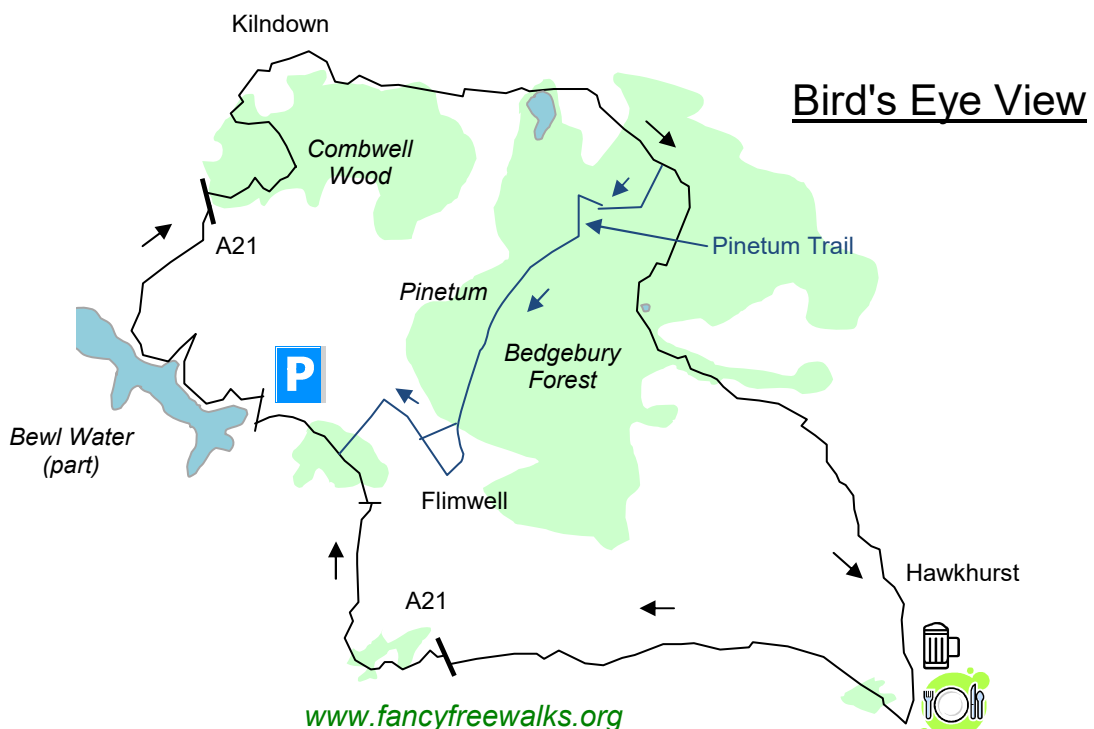 Kilndown
Bird's Eye View
Combwell
Wood
A21
Pinetum Trail
Pinetum
Bedgebury
Forest
P
Bewl Water
(part)
Flimwell
Hawkhurst
A21
www.fancyfreewalks.org